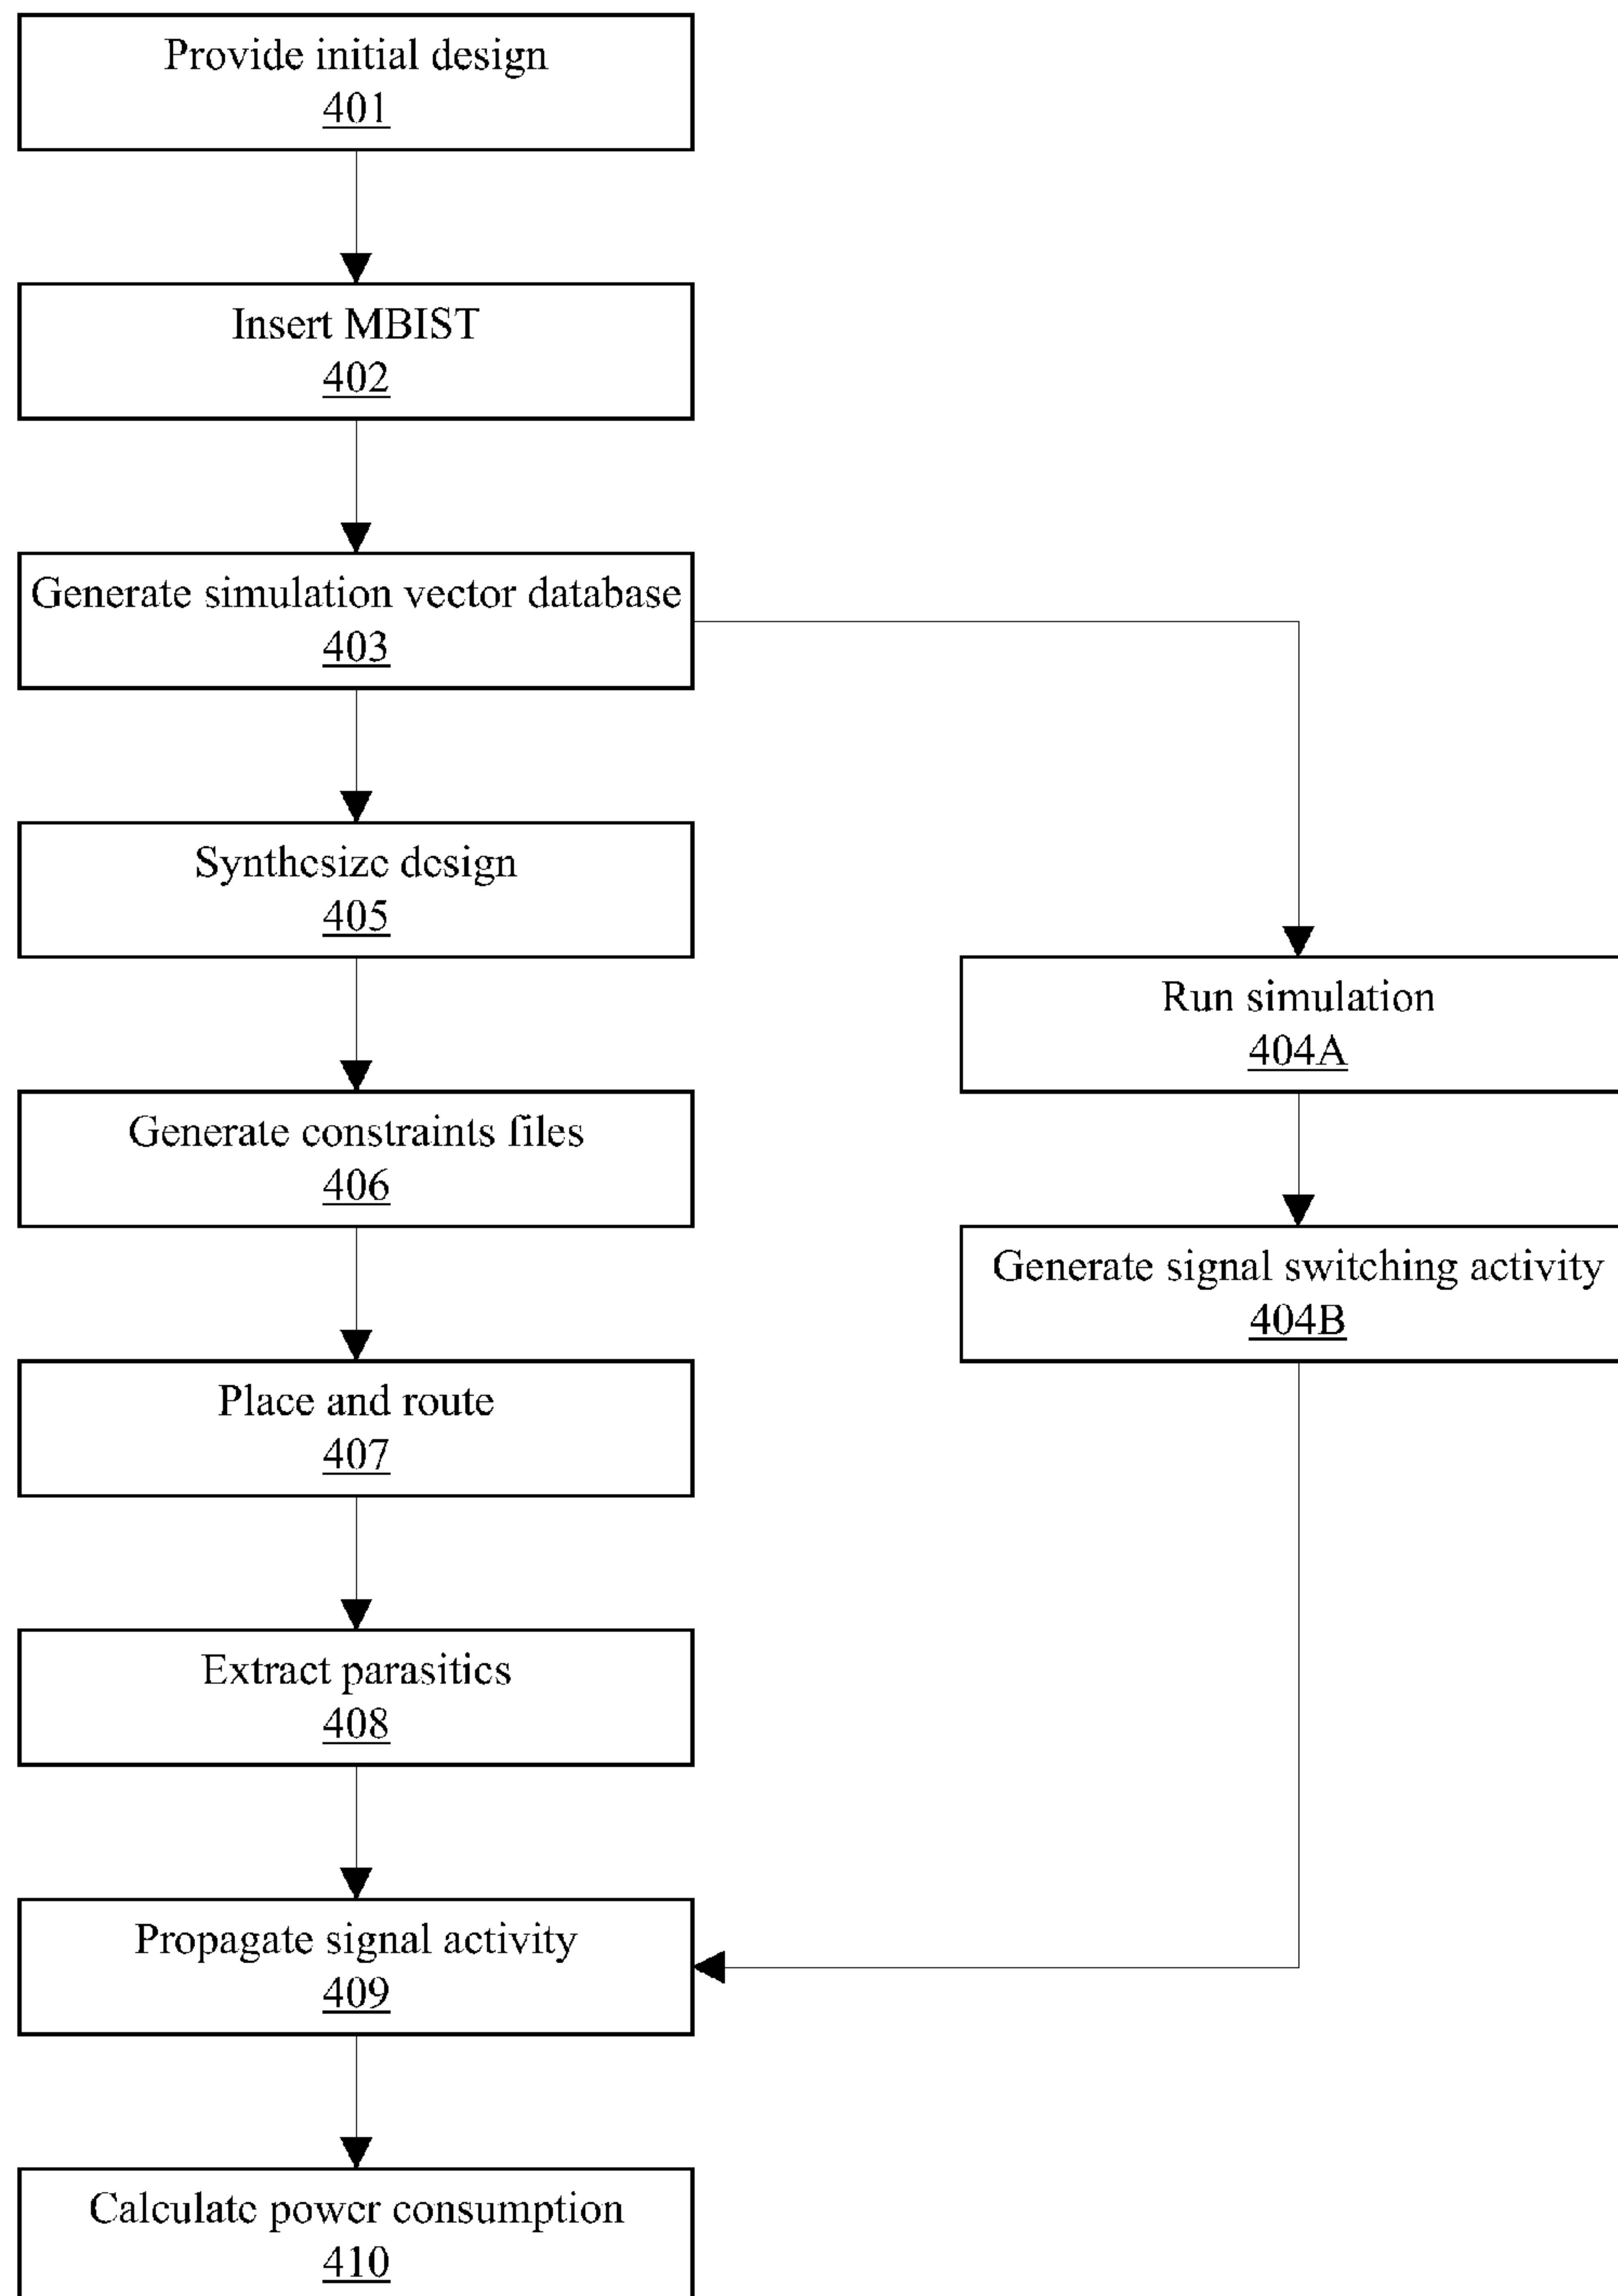 Provide initial design
401
Insert MBIST
402
Generate simulation vector database
403
Synthesize design
405
Run simulation
404A
Generate constraints files
406
Generate signal switching activity
404B
Place and route
407
Extract parasitics
408
Propagate signal activity
409
Calculate power consumption
410